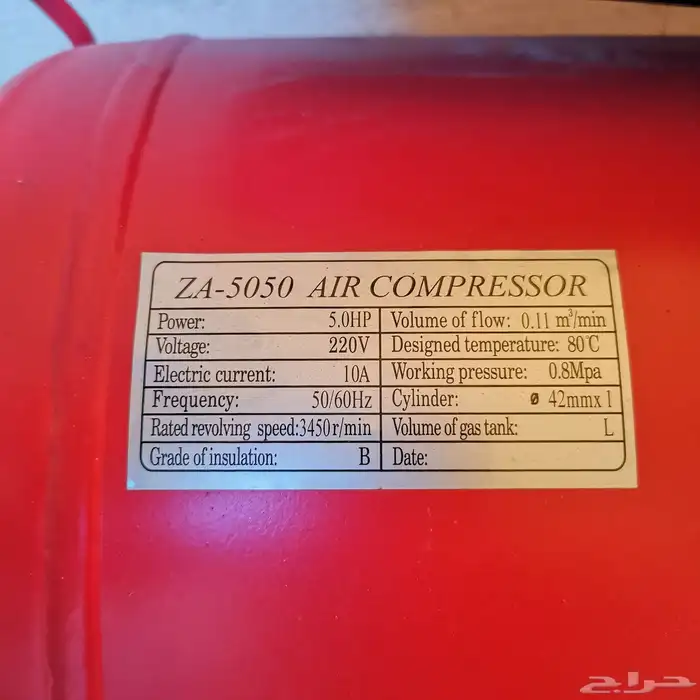 ZA-5050 AIR COMPRESSOR
Power: 5.0HP
Volume of flow: 0.11 m³/min
Voltage: 220V
Designed temperature: 80℃
Electric current: 10A
Working pressure: 0.8Mpa
Frequency: 50/60Hz
Cylinder: ø 42mmx1
Rated revolving speed:3450r/min
Volume of gas tank: L
Grade of insulation: B
Date:
حراج